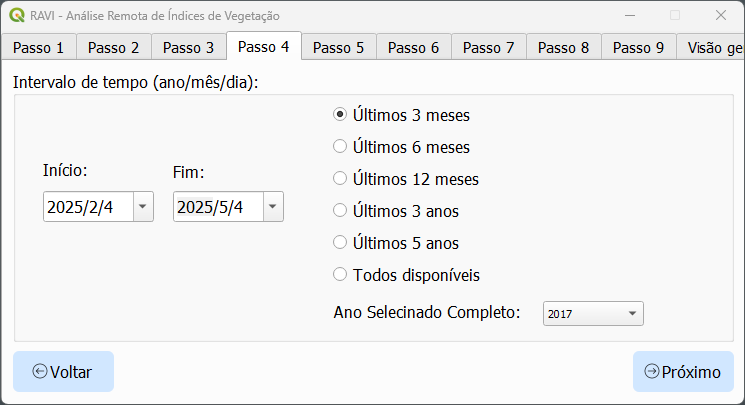 RAVI - Análise Remota de Índices de Vegetação
Passo 1 Passo 2 Passo 3 Passo 4 Passo 5 Passo 6 Passo 7 Passo 8 Passo 9 Visão ge
Intervalo de tempo (ano/mês/dia):
Início:
2025/2/4
Fim:
2025/5/4
Últimos 3 meses
Últimos 6 meses
Últimos 12 meses
Últimos 3 anos
Últimos 5 anos
Todos disponíveis
Ano Selecinado Completo: 2017
Voltar
Próximo